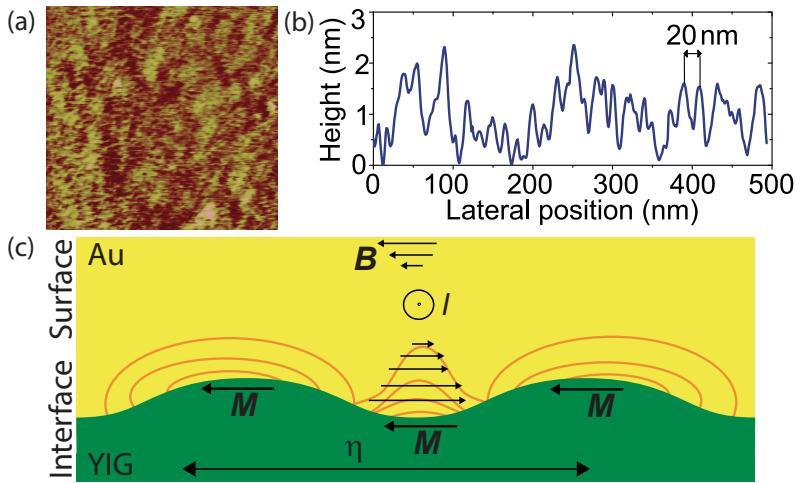 (a)
(b)
Height (nm)
3
2
1
0
20 nm
0 100 200 300 400 500
Lateral position (nm)
(c)
Surface
Interface
Au
B
I
M
M
M
η
YIG